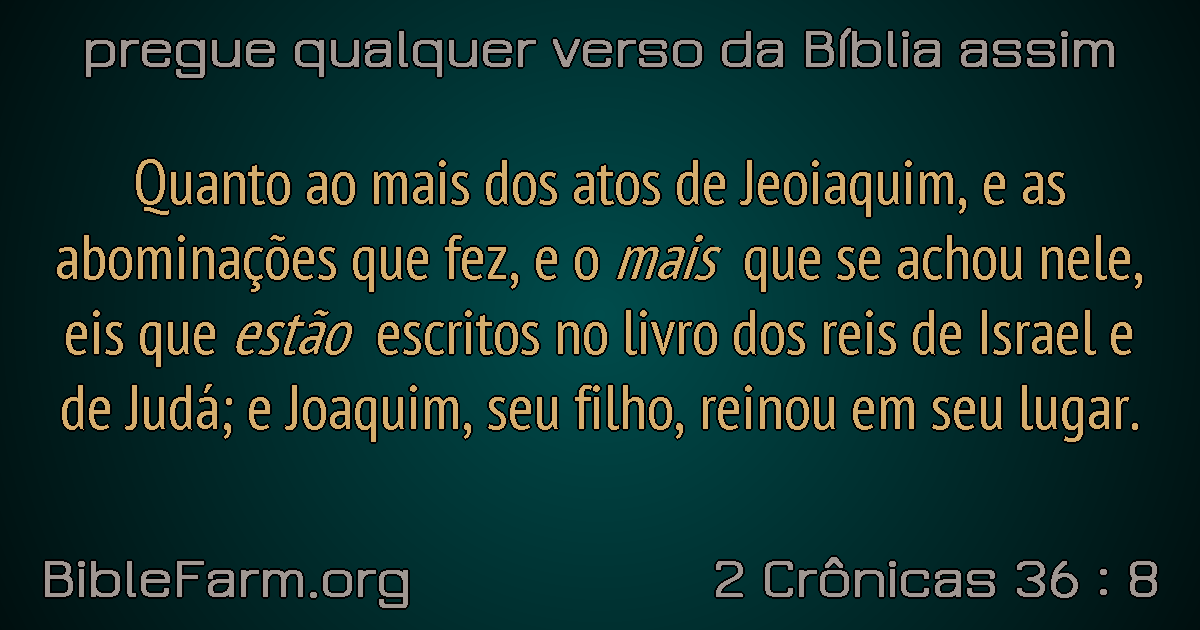 pregue qualquer verso da Bíblia assim
Quanto ao mais dos atos de Jeoiaquim, e as
abominações que fez, e o mais que se achou nele,
eis que estão escritos no livro dos reis de Israel e
de Judá; e Joaquim, seu filho, reinou em seu lugar.
BibleFarm.org
2 Crônicas 36 : 8